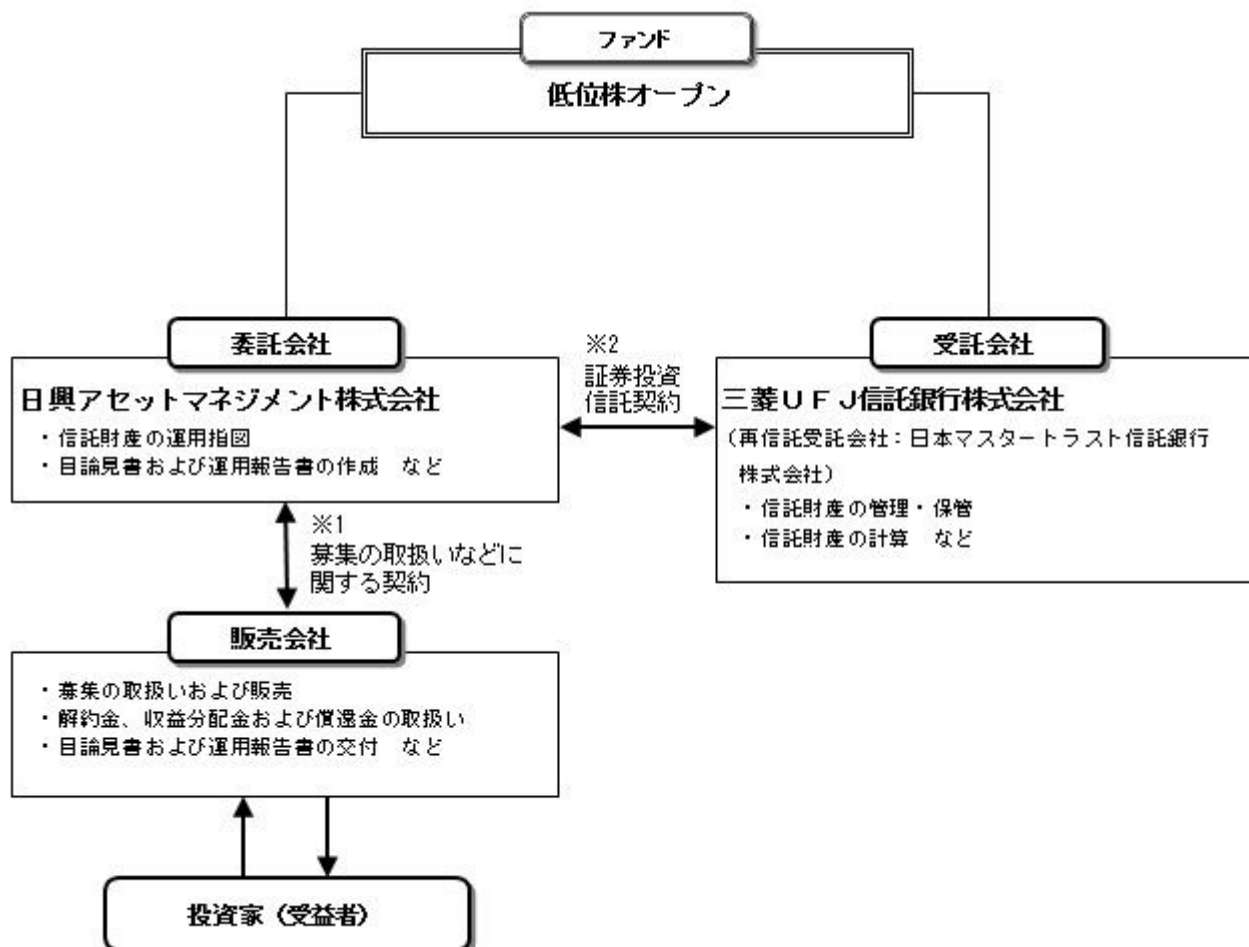 ファンド
低位株オープン
委託会社
日興アセットマネジメント株式会社
・信託財産の運用指図
・目論見書および運用報告書の作成　など
※2
証券投資
信託契約
受託会社
三菱ＵＦＪ信託銀行株式会社
（再信託受託会社：日本マスタートラスト信託銀行
株式会社）
・信託財産の管理・保管
・信託財産の計算　など
※1
募集の取扱いなどに
関する契約
販売会社
・募集の取扱いおよび販売
・解約金、収益分配金および償還金の取扱い
・目論見書および運用報告書の交付　など
投資家（受益者）